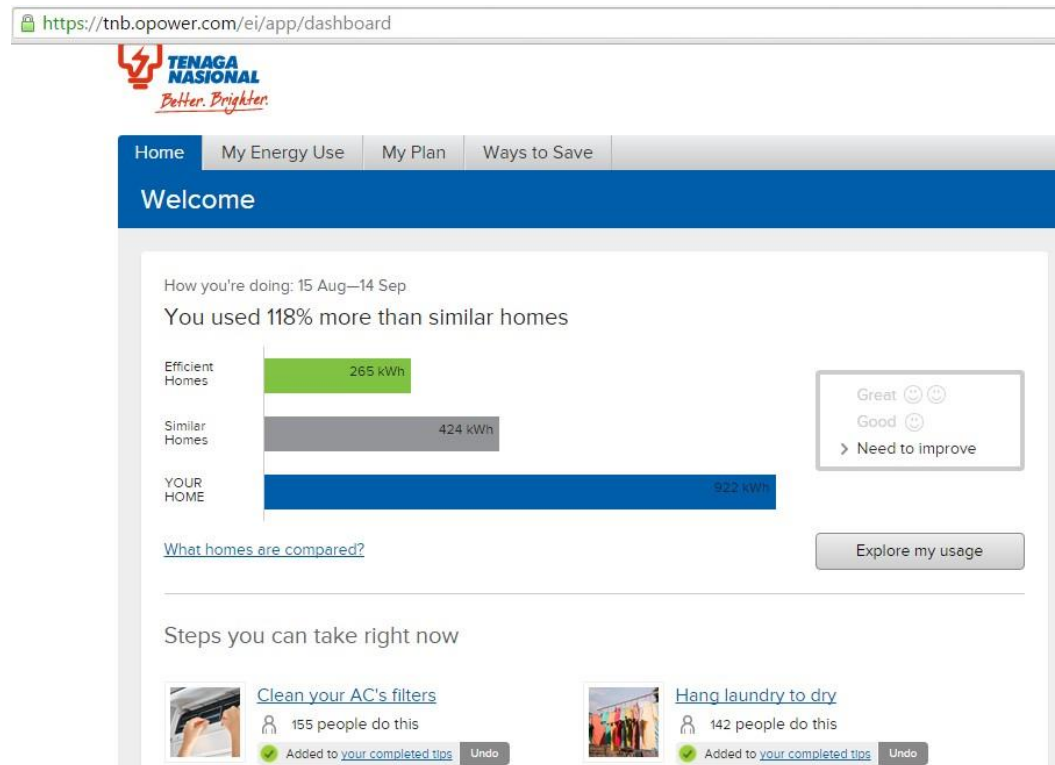 https://tnb.opower.com/ei/app/dashboard
TENAGA
NASIONAL
Better. Brighter.
Home My Energy Use My Plan Ways to Save
Welcome
How you're doing: 15 Aug—14 Sep
You used 118% more than similar homes
Efficient
Homes
265 kWh
Similar
Homes
424 kWh
YOUR
HOME
922 kWh
Great
Good
> Need to improve
What homes are compared?
Explore my usage
Steps you can take right now
Clean your AC's filters
155 people do this
Added to your completed tips Undo
Hang laundry to dry
142 people do this
Added to your completed tips Undo